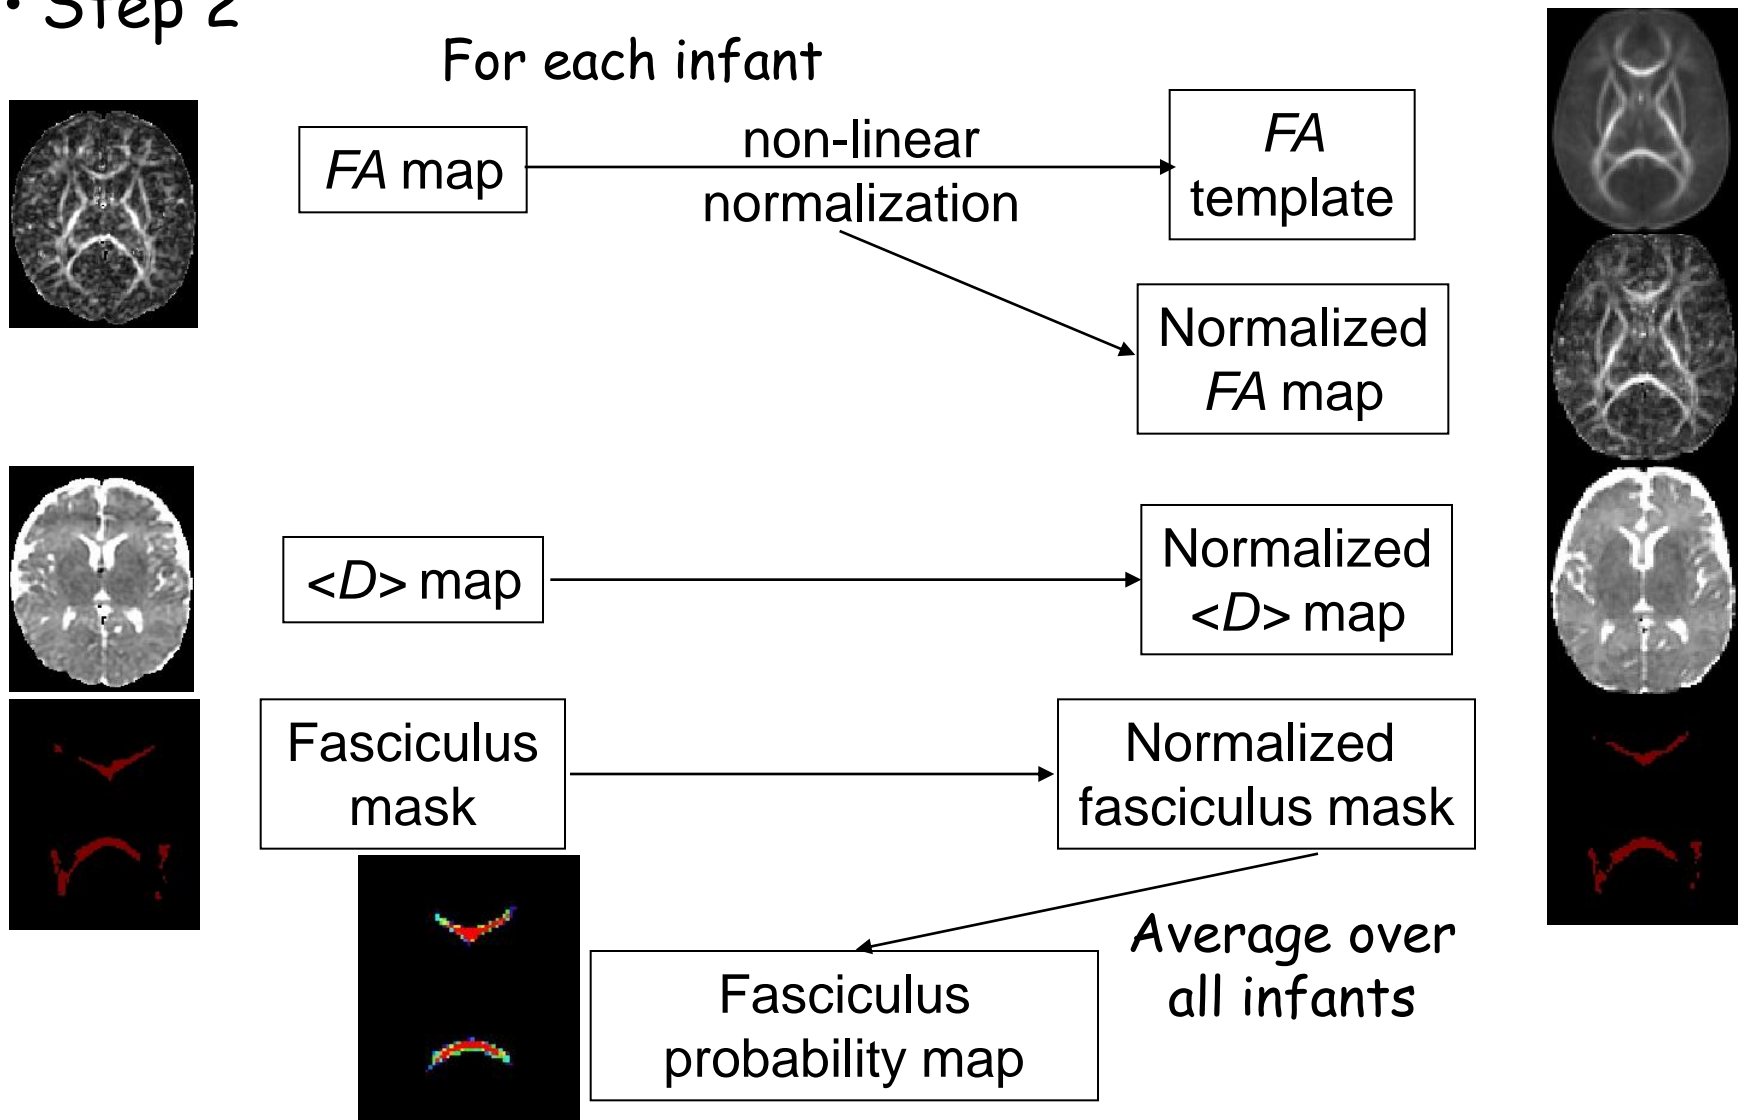 • Step 2
For each infant
FA map
non-linear
normalization
FA
template
Normalized
FA map
<D> map
Normalized
<D> map
Fasciculus
mask
Normalized
fasciculus mask
Average over
all infants
Fasciculus
probability map